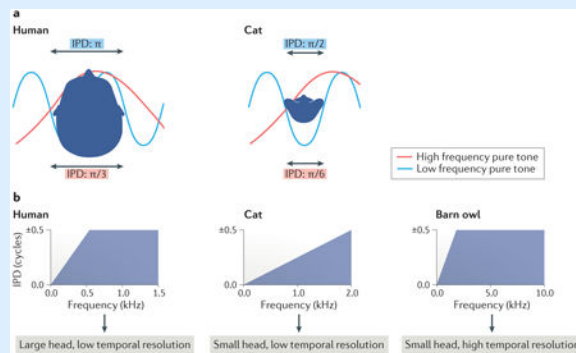 a
Human
Cat
IPD: π
IPD: π/2
IPD: π/3
IPD: π/6
High frequency pure tone
Low frequency pure tone
b
Human
Cat
Barn owl
IPD (cycles)
±0.5
0.0
0.0 0.5 1.0 1.5
Frequency (kHz)
±0.5
0.0
0.0 2.0
Frequency (kHz)
±0.5
0.0
0.0 5.0 10.0
Frequency (kHz)
Large head, low temporal resolution
Small head, low temporal resolution
Small head, high temporal resolution